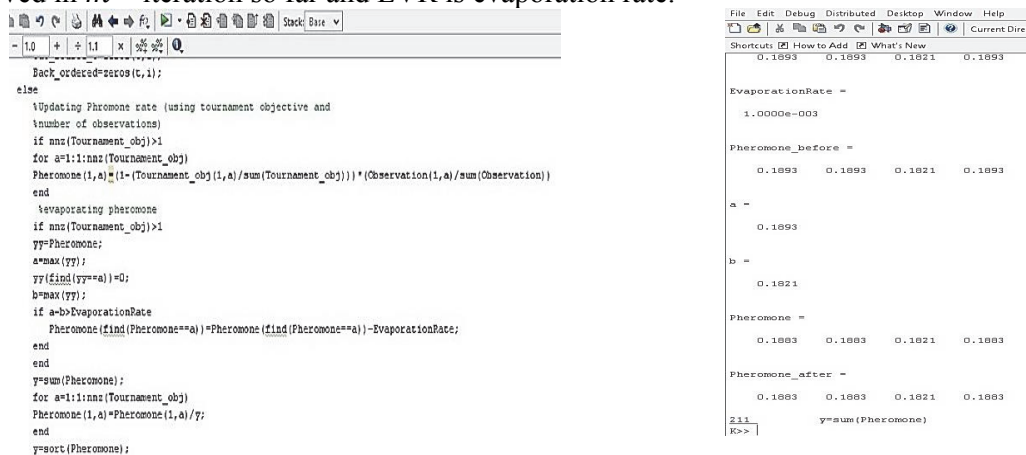 ved in iteration so far and EVR is evaporation rate.
Stack: Base
- 1.0 + ÷ 1.1 ×
Back_ordered=zeros(t,i);
else
%Updating Phromone rate (using tournament objective and
%number of observations)
if nnz(Tournament_obj)>1
for a=1:1:nnz(Tournament_obj)
Pheromone(1,a)=(1-(Tournament_obj(1,a)/sum(Tournament_obj)))*(Observation(1,a)/sum(Observation))
end
%evaporating pheromone
if nnz(Tournament_obj)>1
yy=Pheromone;
a=max(yy);
yy(find(yy==a))=0;
b=max(yy);
if a-b>EvaporationRate
Pheromone(find(Pheromone==a))=Pheromone(find(Pheromone==a))-EvaporationRate;
end
end
y=sum(Pheromone);
for a=1:1:nnz(Tournament_obj)
Pheromone(1,a)=Pheromone(1,a)/y;
end
y=sort(Pheromone);
File Edit Debug Distributed Desktop Window Help
Current Dire
Shortcuts How to Add What's New
0.1893 0.1893 0.1821 0.1893
EvaporationRate =
1.0000e-003
Pheromone_before =
0.1893 0.1893 0.1821 0.1893
a =
0.1893
b =
0.1821
Pheromone =
0.1883 0.1883 0.1821 0.1883
Pheromone_after =
0.1883 0.1883 0.1821 0.1883
211 y=sum(Pheromone)
K>>